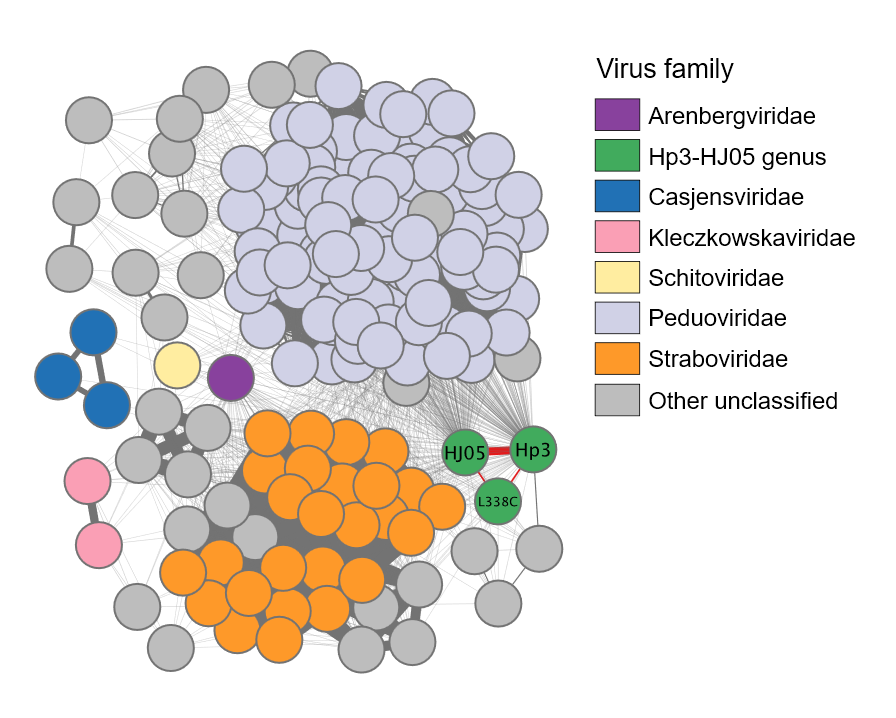 Virus family
Arenbergviridae
Hp3-HJ05 genus
Casjensviridae
Kleczkowskaviridae
Schitoviridae
Peduoviridae
Straboviridae
Other unclassified
HJ05
Hp3
L338C